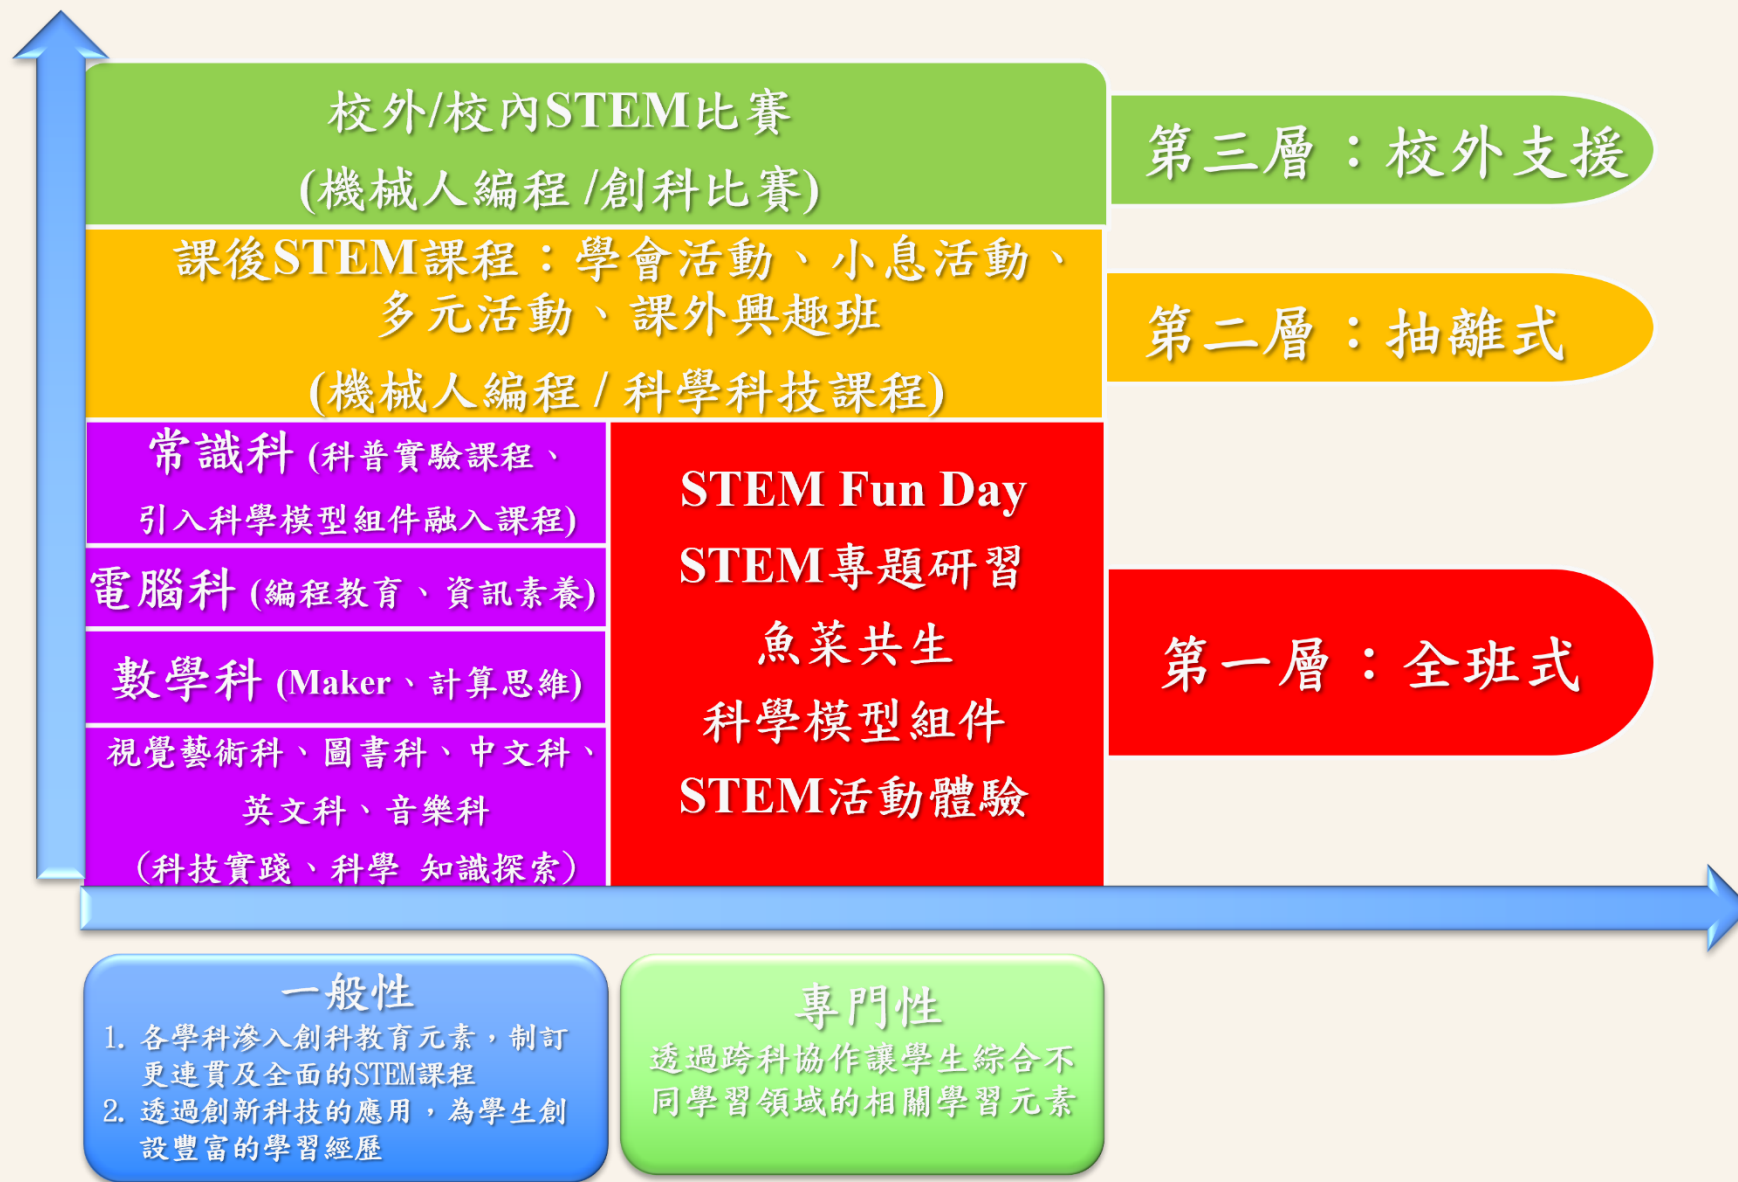 校外/校內STEM比賽
(機械人編程 /創科比賽)
第三層：校外支援
課後STEM課程：學會活動、小息活動、
多元活動、課外興趣班
(機械人編程 / 科學科技課程)
第二層：抽離式
常識科 (科普實驗課程、
引入科學模型組件融入課程)
電腦科 (編程教育、資訊素養)
數學科 (Maker、計算思維)
視覺藝術科、圖書科、中文科、
英文科、音樂科
(科技實踐、科學 知識探索)
STEM Fun Day
STEM專題研習
魚菜共生
科學模型組件
STEM活動體驗
第一層：全班式
一般性
1. 各學科滲入創科教育元素，制訂
更連貫及全面的STEM課程
2. 透過創新科技的應用，為學生創
設豐富的學習經歷
專門性
透過跨科協作讓學生綜合不
同學習領域的相關學習元素